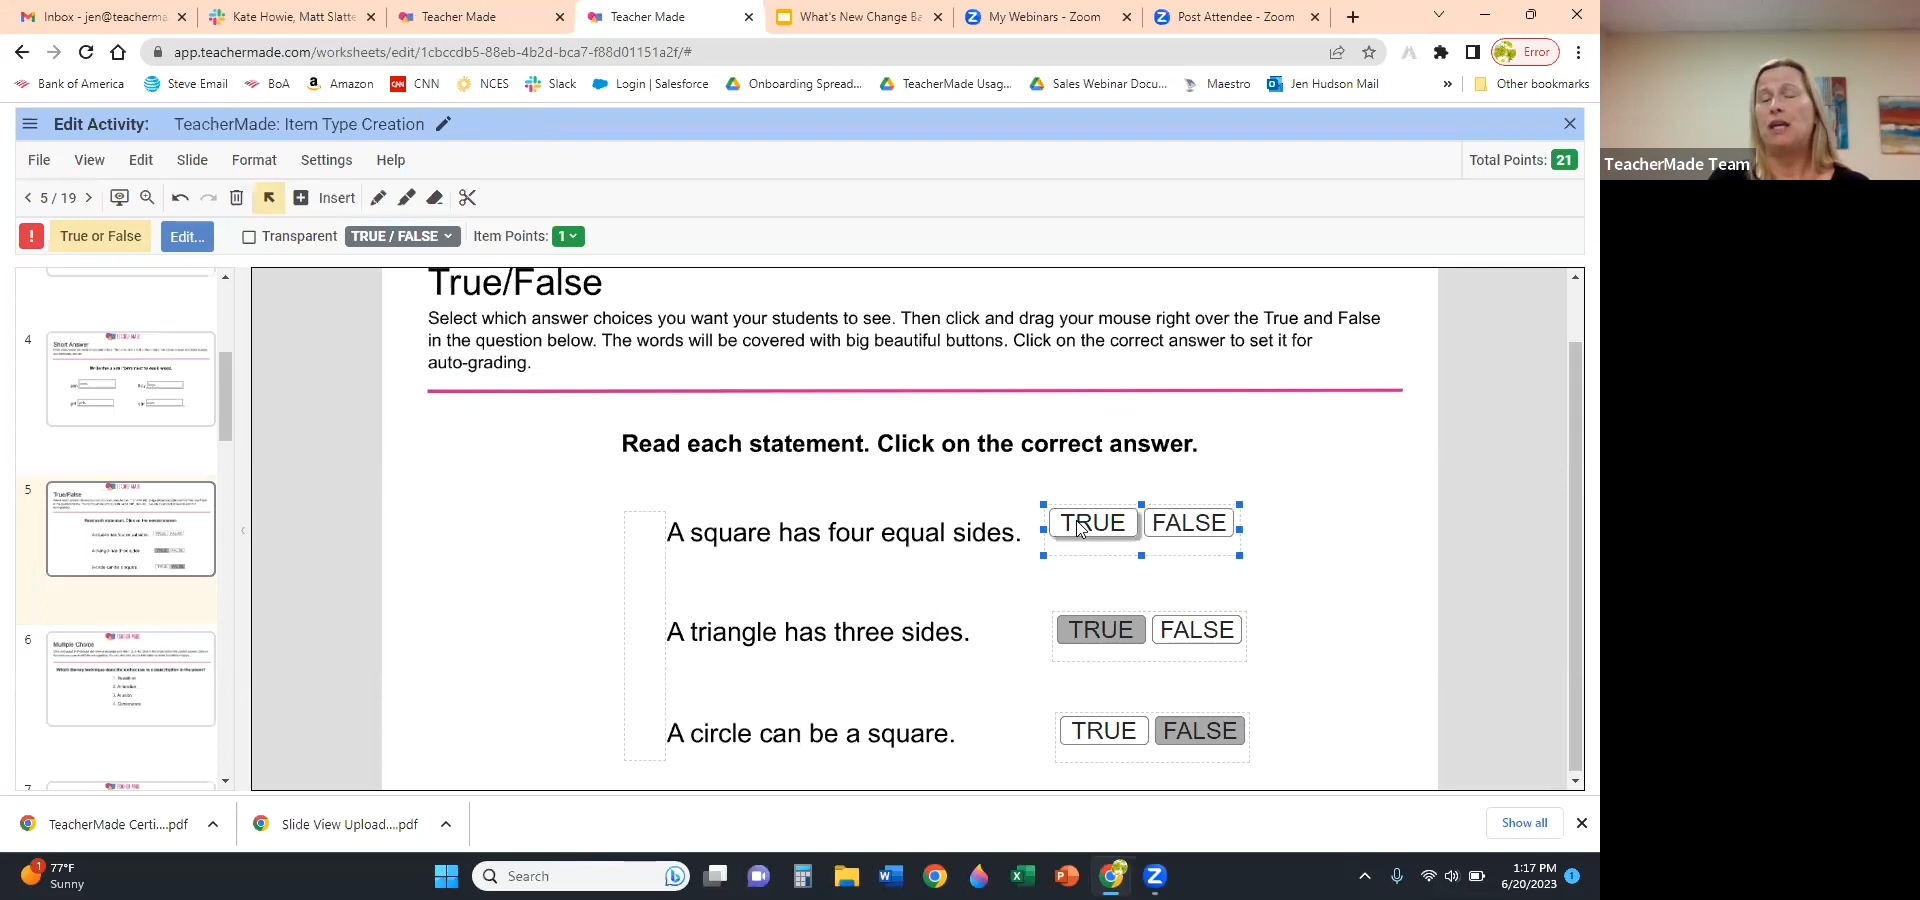 Inbox - jen@teacherma
Kate Howie, Matt Slatte
Teacher Made
Teacher Made
What's New Change Ba
My Webinars - Zoom
Post Attendee - Zoom
app.teachermade.com/worksheets/edit/1cbccdb5-88eb-4b2d-bca7-f88d01151a2f/#
Error
Bank of America
Steve Email
BoA
Amazon
CNN
NCES
Slack
Login | Salesforce
Onboarding Spread...
TeacherMade Usag...
Sales Webinar Docu...
Maestro
Jen Hudson Mail
»
Other bookmarks
Edit Activity: TeacherMade: Item Type Creation
File View Edit Slide Format Settings Help
Total Points: 21
TeacherMade Team
5 / 19
Insert
! True or False Edit... Transparent TRUE / FALSE Item Points: 1
4
Short Answer
5
True/False
6
Multiple Choice
True/False
Select which answer choices you want your students to see. Then click and drag your mouse right over the True and False
in the question below. The words will be covered with big beautiful buttons. Click on the correct answer to set it for
auto-grading.
Read each statement. Click on the correct answer.
A square has four equal sides. TRUE FALSE
A triangle has three sides. TRUE FALSE
A circle can be a square. TRUE FALSE
TeacherMade Certi....pdf
Slide View Upload....pdf
Show all
1
77°F
Sunny
Search
1:17 PM
6/20/2023
1